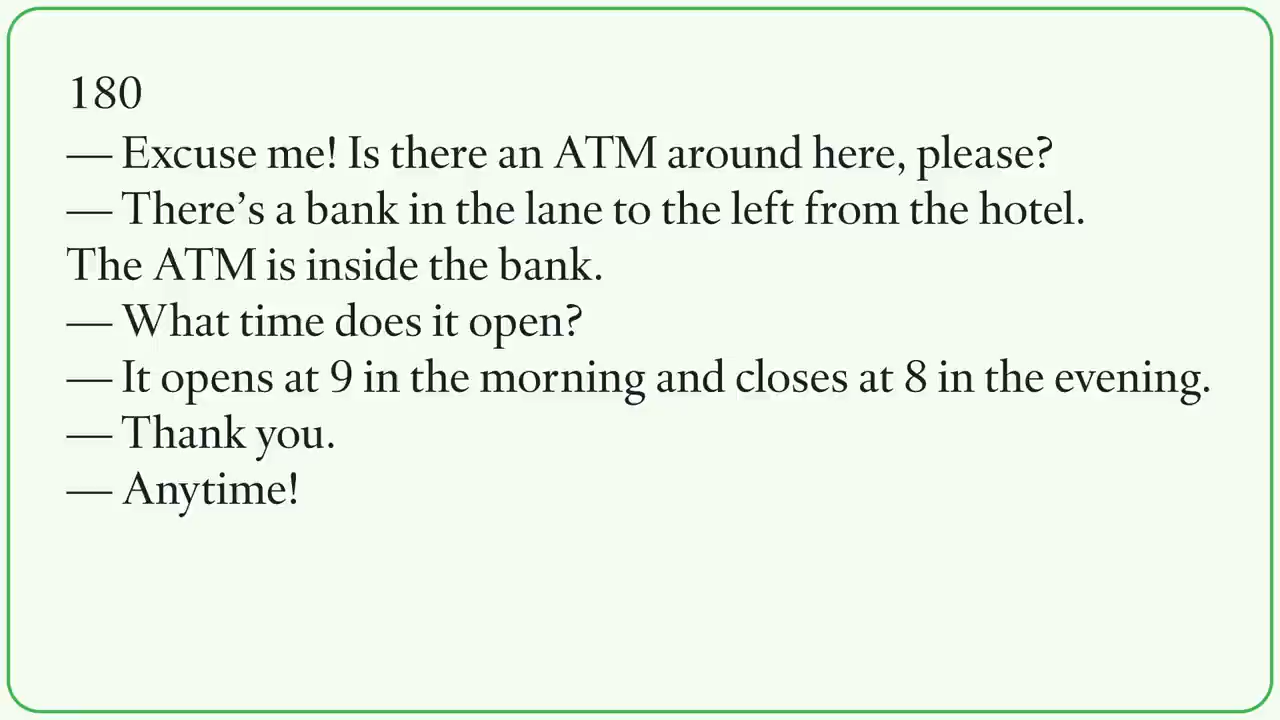 180
— Excuse me! Is there an ATM around here, please?
— There’s a bank in the lane to the left from the hotel.
The ATM is inside the bank.
— What time does it open?
— It opens at 9 in the morning and closes at 8 in the evening.
— Thank you.
— Anytime!